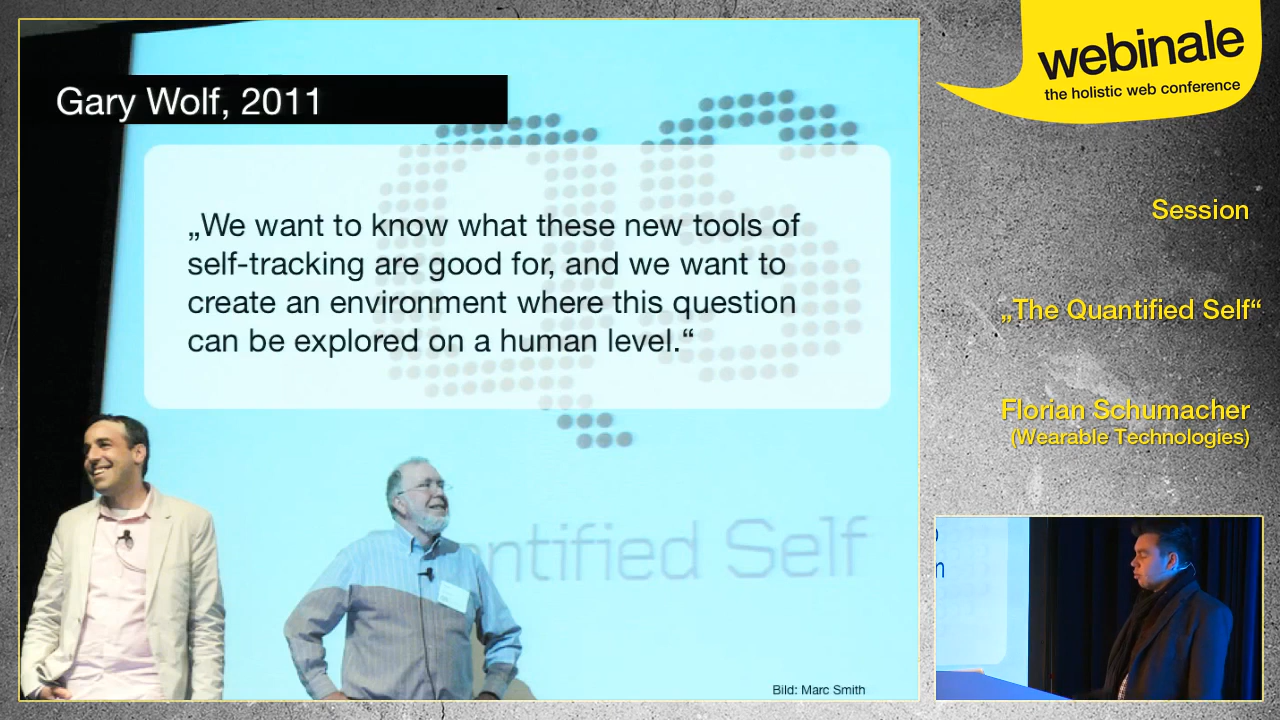 webinale
the holistic web conference
Gary Wolf, 2011
„We want to know what these new tools of
self-tracking are good for, and we want to
create an environment where this question
can be explored on a human level.“
ntified Self
Bild: Marc Smith
Session
„The Quantified Self“
Florian Schumacher
(Wearable Technologies)